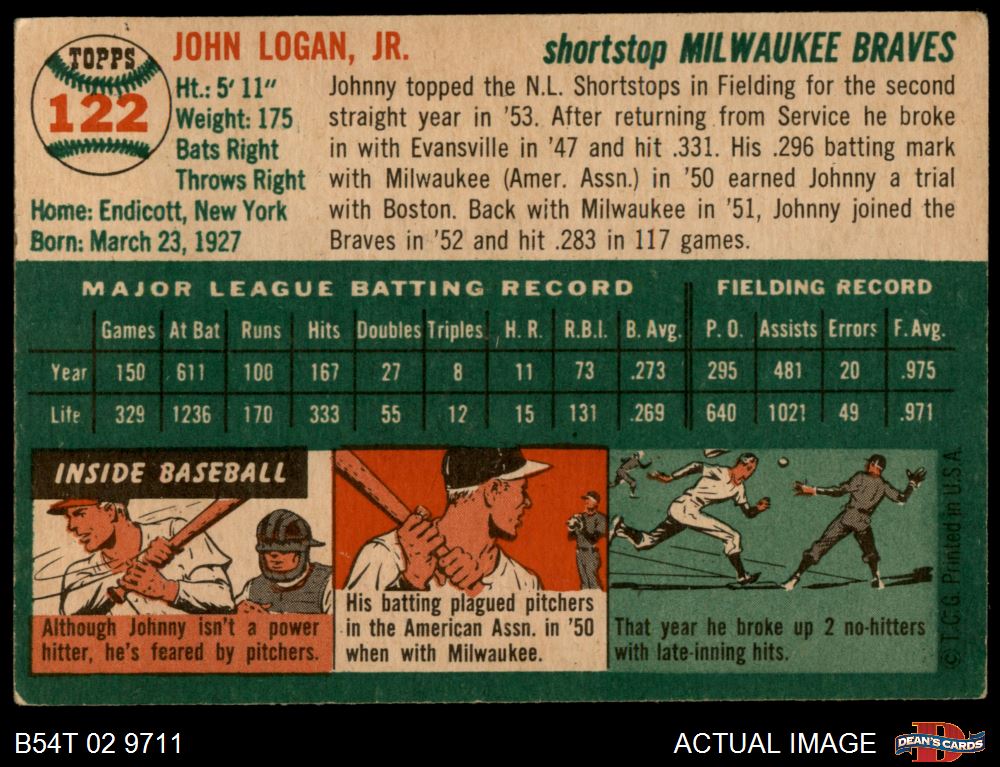 TOPPS
122
JOHN LOGAN, JR.
shortstop MILWAUKEE BRAVES
Ht.: 5' 11"
Weight: 175
Bats Right
Throws Right
Home: Endicott, New York
Born: March 23, 1927
Johnny topped the N.L. Shortstops in Fielding for the second
straight year in '53. After returning from Service he broke
in with Evansville in '47 and hit .331. His .296 batting mark
with Milwaukee (Amer. Assn.) in '50 earned Johnny a trial
with Boston. Back with Milwaukee in '51, Johnny joined the
Braves in '52 and hit .283 in 117 games.
MAJOR LEAGUE BATTING RECORD FIELDING RECORD
Games At Bat Runs Hits Doubles Triples H. R. R.B.I. B. Avg. P. O. Assists Errors F. Avg.
Year 150 611 100 167 27 8 11 73 .273 295 481 20 .975
Life 329 1236 170 333 55 12 15 131 .269 640 1021 49 .971
INSIDE BASEBALL
Although Johnny isn't a power
hitter, he's feared by pitchers.
His batting plagued pitchers
in the American Assn. in '50
when with Milwaukee.
That year he broke up 2 no-hitters
with late-inning hits.
© T.C.G. Printed in U.S.A.
B54T 02 9711
ACTUAL IMAGE
DEAN'S CARDS